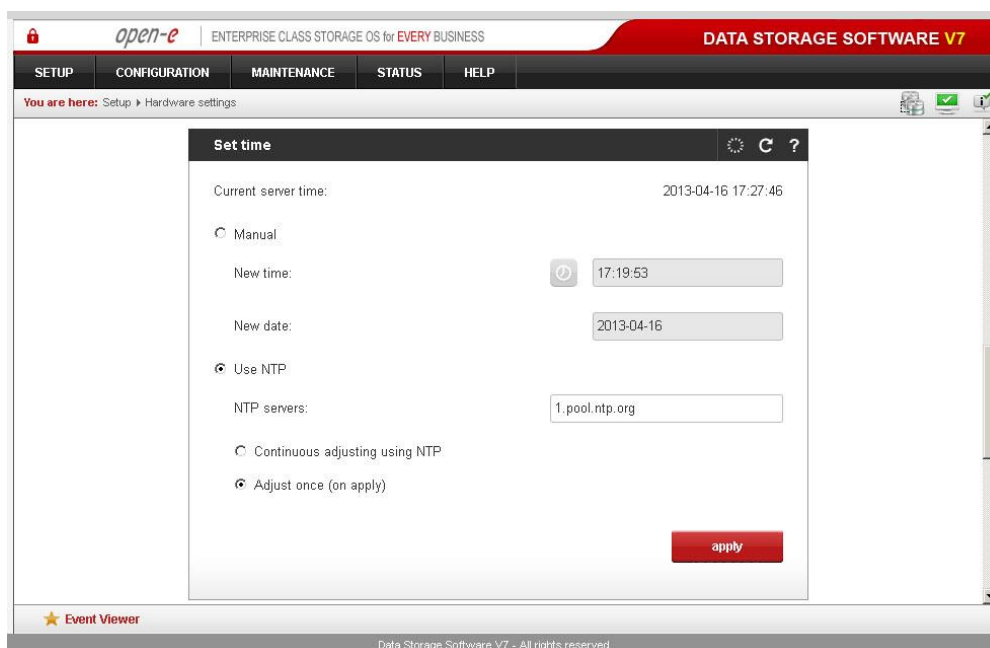 open-e ENTERPRISE CLASS STORAGE OS for EVERY BUSINESS DATA STORAGE SOFTWARE V7
SETUP CONFIGURATION MAINTENANCE STATUS HELP
You are here: Setup Hardware settings
Set time
Current server time: 2013-04-16 17:27:46
Manual
New time: 17:19:53
New date: 2013-04-16
Use NTP
NTP servers: 1.pool.ntp.org
Continuous adjusting using NTP
Adjust once (on apply)
apply
Event Viewer
Data Storage Software V7 - All rights reserved